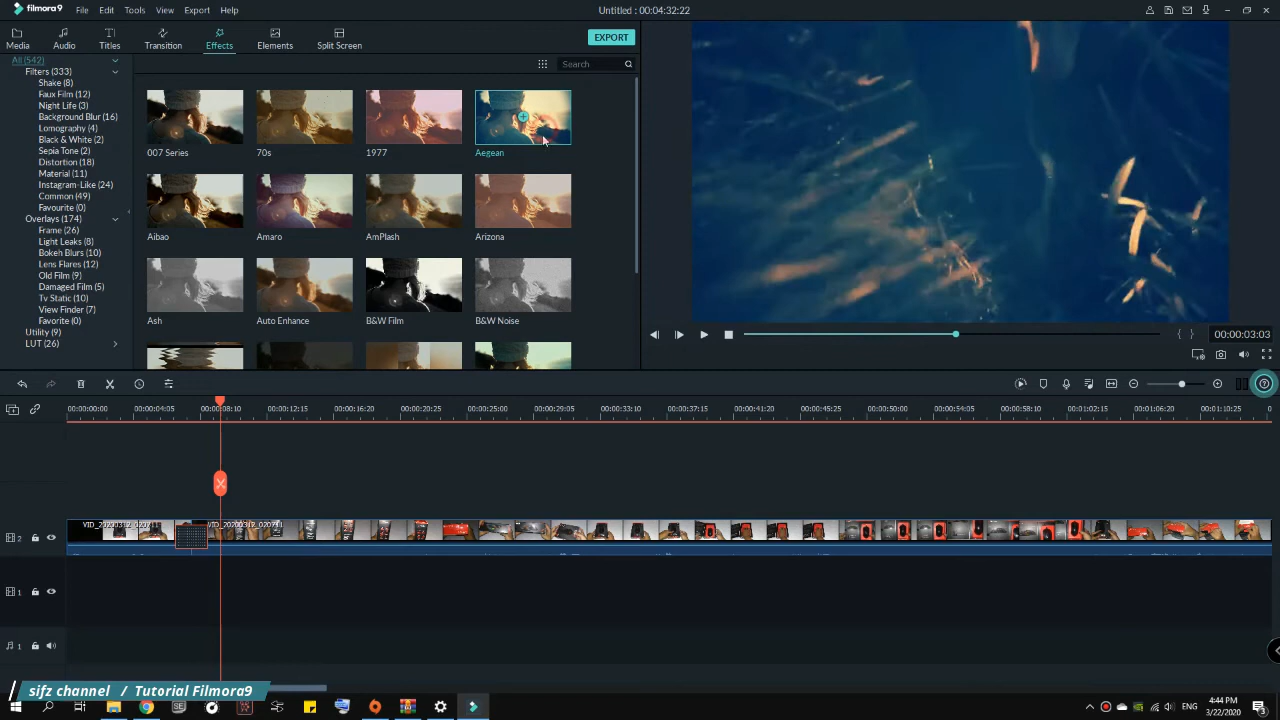 filmora9 File Edit Tools View Export Help Untitled : 00:04:32:22
Media Audio Titles Transition Effects Elements Split Screen EXPORT
All (542)
Filters (333)
Shake (8)
Faux Film (12)
Night Life (3)
Background Blur (16)
Lomography (4)
Black & White (2)
Sepia Tone (2)
Distortion (18)
Material (11)
Instagram-Like (24)
Common (49)
Favourite (0)
Overlays (174)
Frame (26)
Light Leaks (8)
Bokeh Blurs (10)
Lens Flares (12)
Old Film (9)
Damaged Film (5)
Tv Static (10)
View Finder (7)
Favorite (0)
Utility (9)
LUT (26)
Search
007 Series 70s 1977 Aegean
Aibao Amaro AmPlash Arizona
Ash Auto Enhance B&W Film B&W Noise
{ } 00:00:03:03
00:00:00:00 00:00:04:05 00:00:08:10 00:00:12:15 00:00:16:20 00:00:20:25 00:00:25:00 00:00:29:05 00:00:33:10 00:00:37:15 00:00:41:20 00:00:45:25 00:00:50:00 00:00:54:05 00:00:58:10 00:01:02:15 00:01:06:20 00:01:10:25 0
2
1
1
sifz channel / Tutorial Filmora9
ENG
4:44 PM
3/22/2020
3